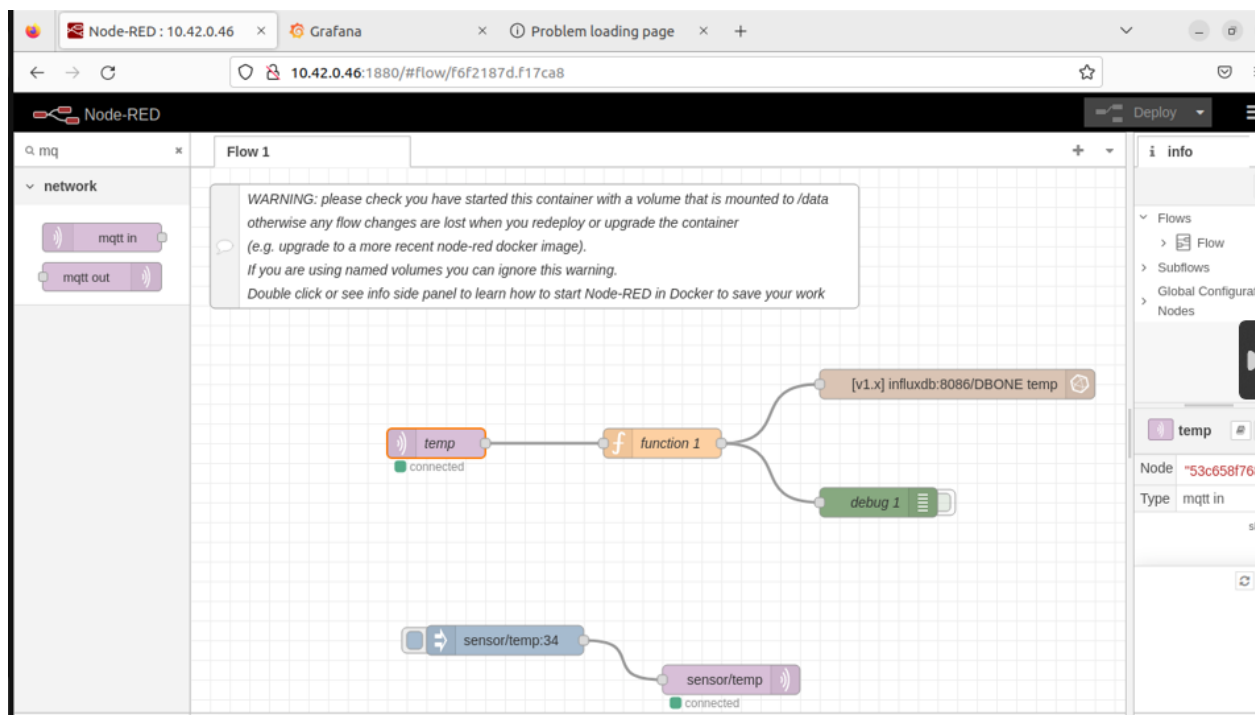 Node-RED : 10.42.0.46
Grafana
Problem loading page
10.42.0.46:1880/#flow/f6f2187d.f17ca8
Node-RED
Deploy
mq
Flow 1
i info
network
mqtt in
mqtt out
WARNING: please check you have started this container with a volume that is mounted to /data
otherwise any flow changes are lost when you redeploy or upgrade the container
(e.g. upgrade to a more recent node-red docker image).
If you are using named volumes you can ignore this warning.
Double click or see info side panel to learn how to start Node-RED in Docker to save your work
Flows
Flow
Subflows
Global Configurat
Nodes
[v1.x] influxdb:8086/DBONE temp
temp
connected
function 1
debug 1
temp
Node "53c658f76
Type mqtt in
sensor/temp:34
sensor/temp
connected